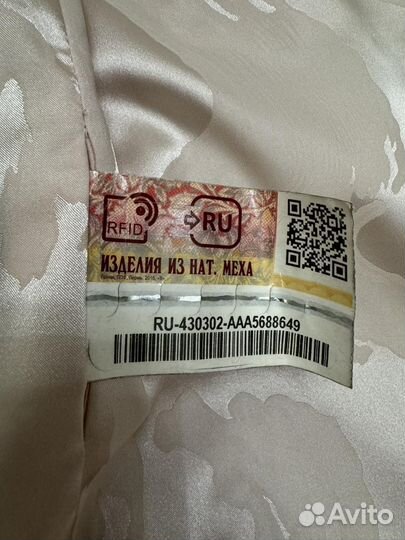 RFID
RU
ИЗДЕЛИЯ ИЗ НАТ. МЕХА
RU-430302-AAA5688649
Avito